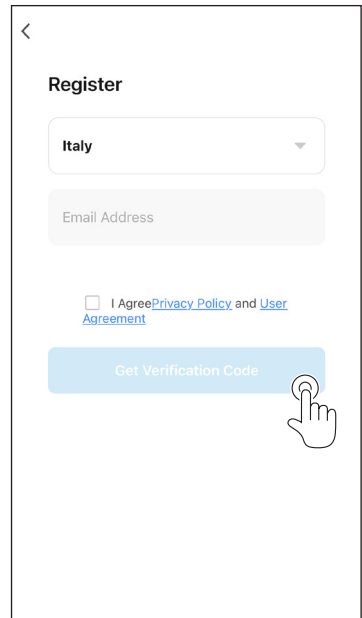 Register
Italy
Email Address
I AgreePrivacy Policy and User
Agreement
Get Verification Code